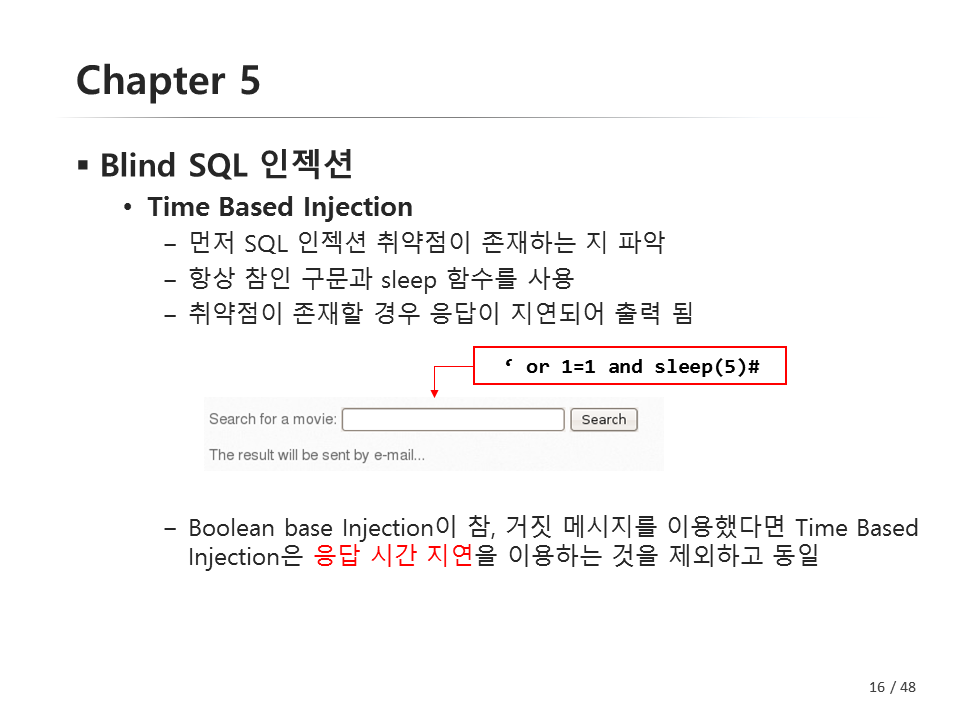 Chapter 5
▪ Blind SQL 인젝션
• Time Based Injection
– 먼저 SQL 인젝션 취약점이 존재하는 지 파악
– 항상 참인 구문과 sleep 함수를 사용
– 취약점이 존재할 경우 응답이 지연되어 출력 됨
‘ or 1=1 and sleep(5)#
Search for a movie: Search
The result will be sent by e-mail...
– Boolean base Injection이 참, 거짓 메시지를 이용했다면 Time Based
Injection은 응답 시간 지연을 이용하는 것을 제외하고 동일
16 / 48